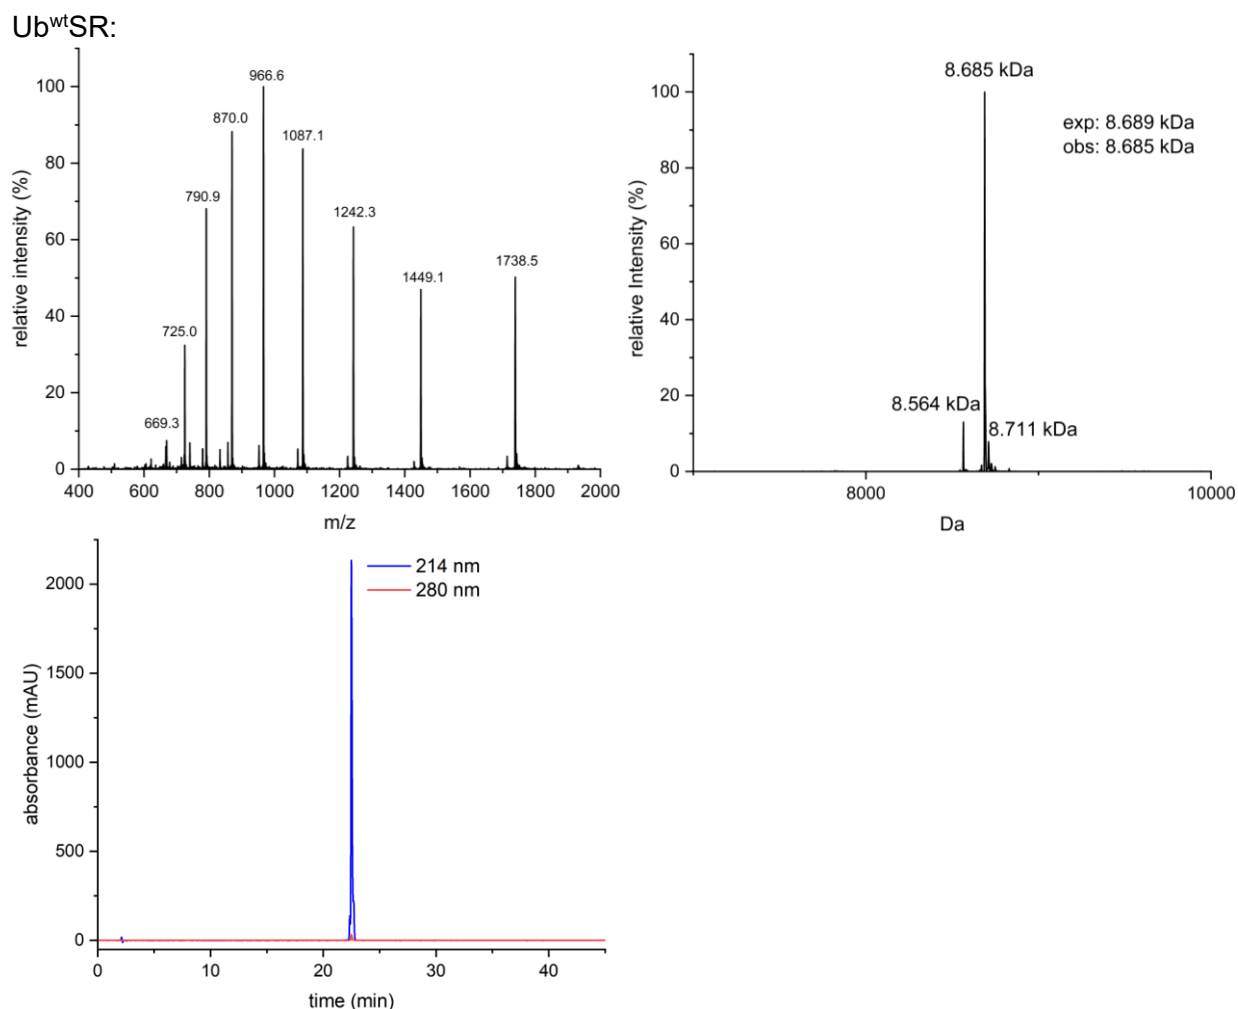 Ub^wtSR:
966.6
870.0
1087.1
790.9
1242.3
1738.5
1449.1
725.0
669.3
100
80
60
40
20
0
relative intensity (%)
400 600 800 1000 1200 1400 1600 1800 2000
m/z
8.685 kDa
exp: 8.689 kDa
obs: 8.685 kDa
8.564 kDa
8.711 kDa
100
80
60
40
20
0
relative Intensity (%)
8000 10000
Da
214 nm
280 nm
2000
1500
1000
500
0
absorbance (mAU)
0 10 20 30 40
time (min)